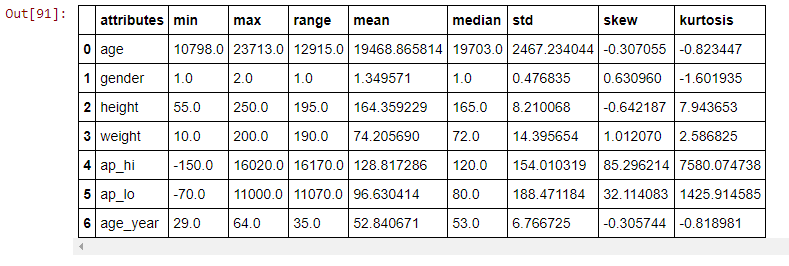 Out[91]:
attributes min max range mean median std skew kurtosis
0 age 10798.0 23713.0 12915.0 19468.865814 19703.0 2467.234044 -0.307055 -0.823447
1 gender 1.0 2.0 1.0 1.349571 1.0 0.476835 0.630960 -1.601935
2 height 55.0 250.0 195.0 164.359229 165.0 8.210068 -0.642187 7.943653
3 weight 10.0 200.0 190.0 74.205690 72.0 14.395654 1.012070 2.586825
4 ap_hi -150.0 16020.0 16170.0 128.817286 120.0 154.010319 85.296214 7580.074738
5 ap_lo -70.0 11000.0 11070.0 96.630414 80.0 188.471184 32.114083 1425.914585
6 age_year 29.0 64.0 35.0 52.840671 53.0 6.766725 -0.305744 -0.818981